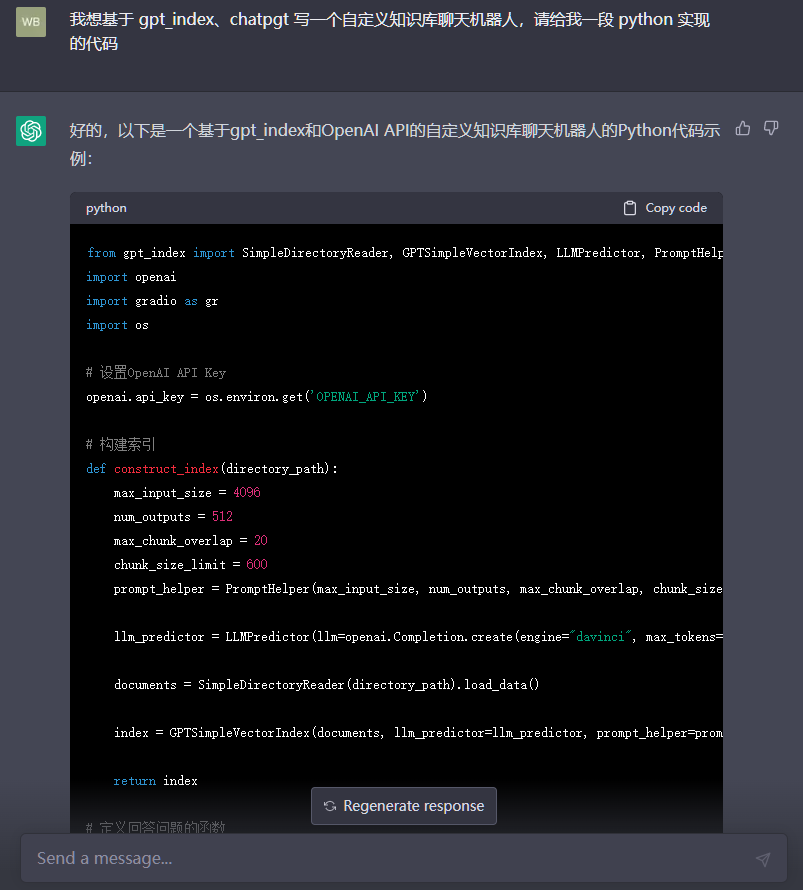 WB
我想基于 gpt_index、chatpgt 写一个自定义知识库聊天机器人，请给我一段 python 实现
的代码
好的，以下是一个基于gpt_index和OpenAI API的自定义知识库聊天机器人的Python代码示
例：
python Copy code
from gpt_index import SimpleDirectoryReader, GPTSimpleVectorIndex, LLMPredictor, PromptHelp
import openai
import gradio as gr
import os
# 设置OpenAI API Key
openai.api_key = os.environ.get('OPENAI_API_KEY')
# 构建索引
def construct_index(directory_path):
max_input_size = 4096
num_outputs = 512
max_chunk_overlap = 20
chunk_size_limit = 600
prompt_helper = PromptHelper(max_input_size, num_outputs, max_chunk_overlap, chunk_size
llm_predictor = LLMPredictor(llm=openai.Completion.create(engine="davinci", max_tokens=
documents = SimpleDirectoryReader(directory_path).load_data()
index = GPTSimpleVectorIndex(documents, llm_predictor=llm_predictor, prompt_helper=prom
return index
Regenerate response
# 定义回答问题的函数
Send a message...